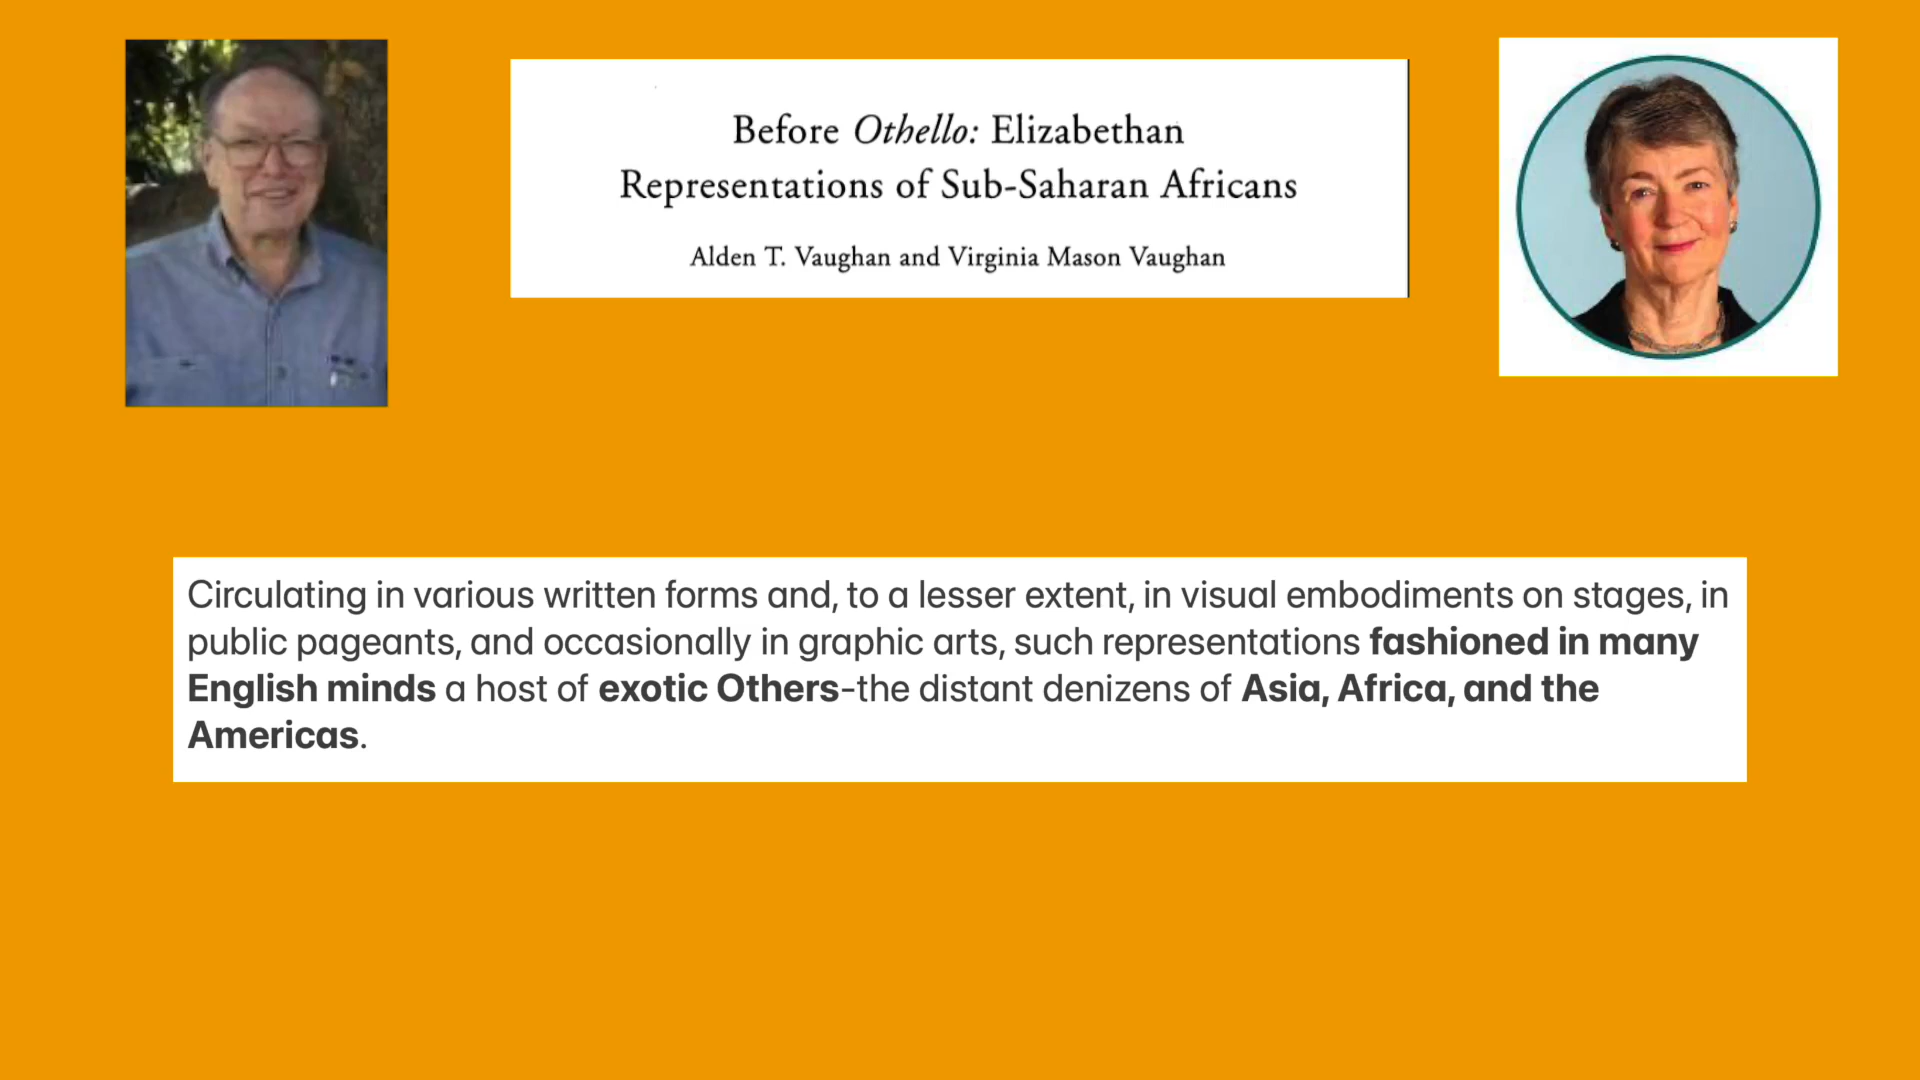 Before Othello: Elizabethan
Representations of Sub-Saharan Africans
Alden T. Vaughan and Virginia Mason Vaughan
Circulating in various written forms and, to a lesser extent, in visual embodiments on stages, in
public pageants, and occasionally in graphic arts, such representations fashioned in many
English minds a host of exotic Others-the distant denizens of Asia, Africa, and the
Americas.